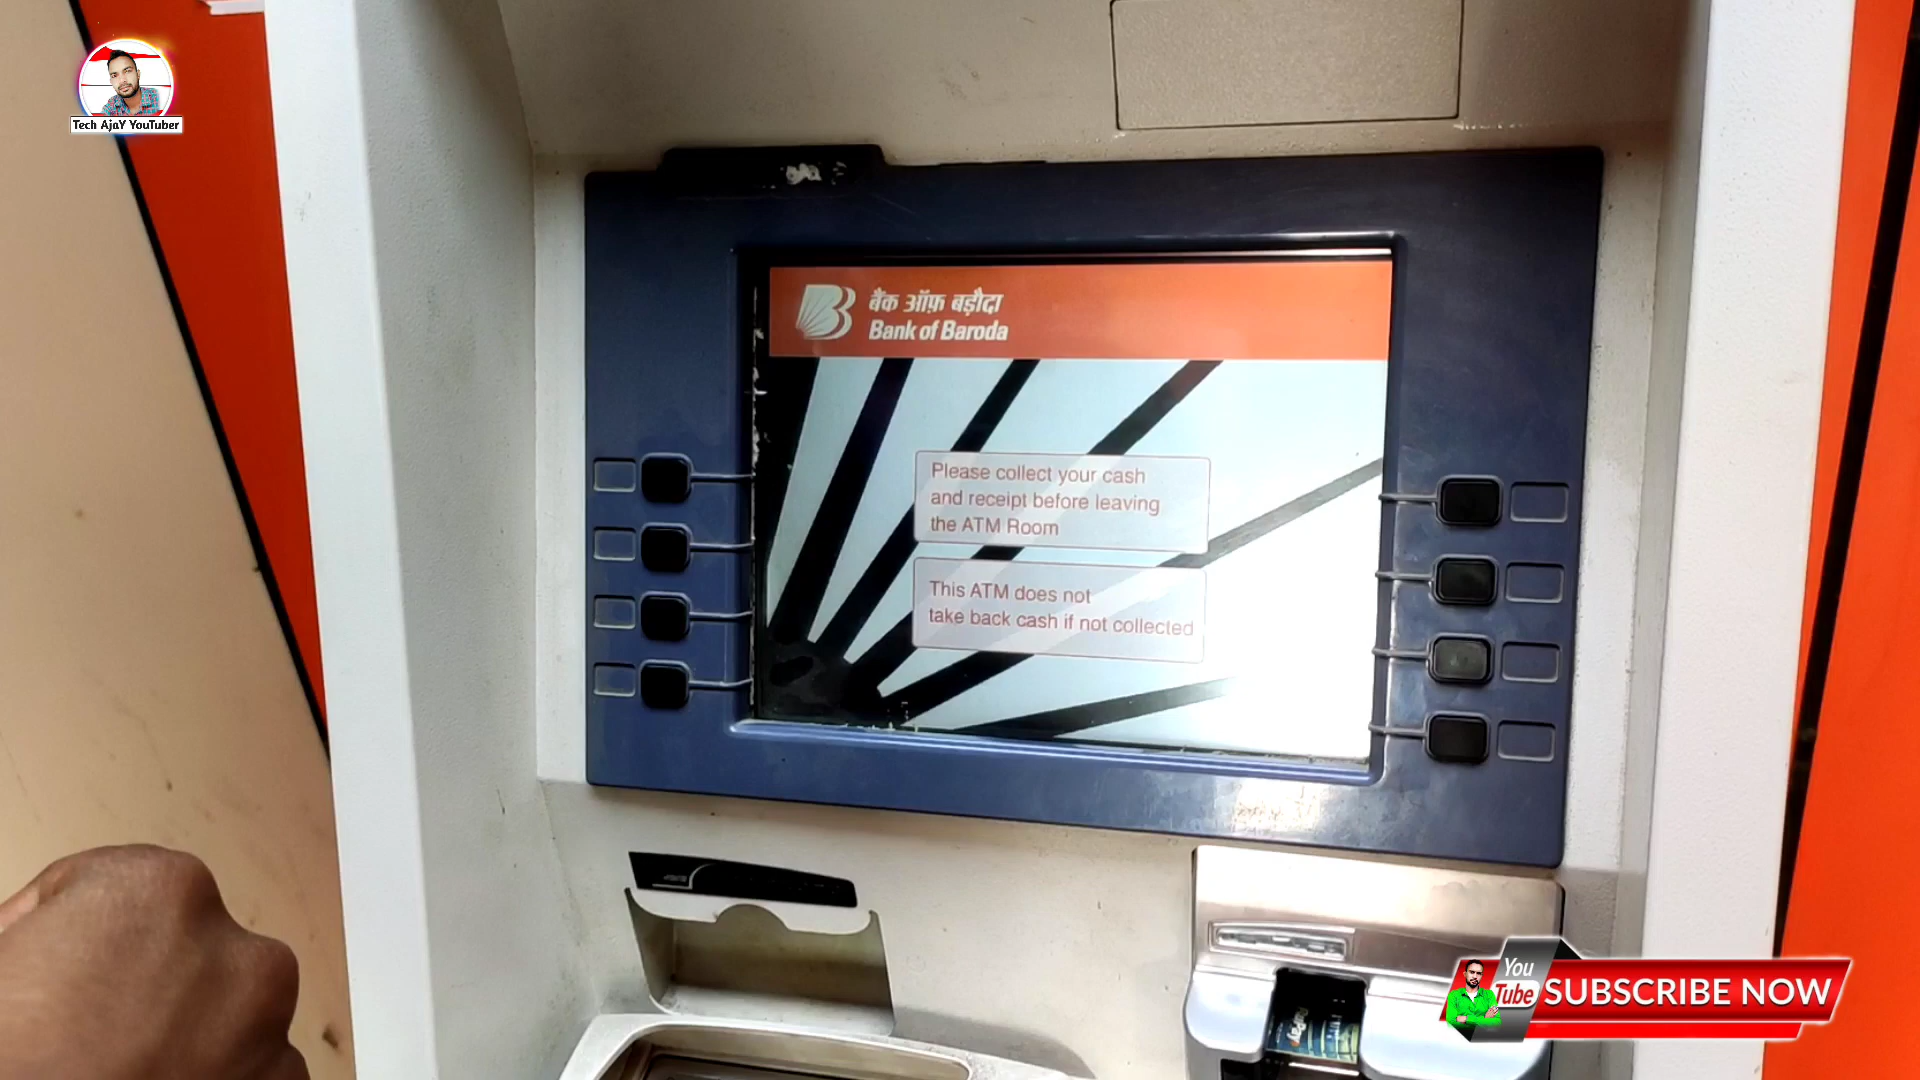 Tech AjaY YouTuber
बैंक ऑफ़ बड़ौदा
Bank of Baroda
Please collect your cash
and receipt before leaving
the ATM Room
This ATM does not
take back cash if not collected
You
Tube
SUBSCRIBE NOW